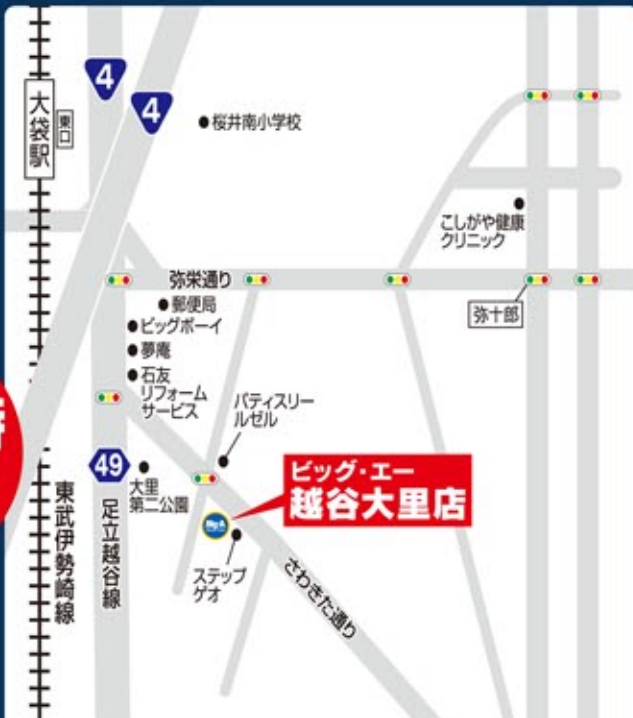 4
4
大袋駅
東口
桜井南小学校
こしがや健康
クリニック
弥栄通り
郵便局
ビッグボーイ
夢庵
石友
リフォーム
サービス
弥十郎
パティスリー
ルゼル
49
大里
第二公園
ビッグ・エー
越谷大里店
Big-A
ステップ
ゲオ
東武伊勢崎線
足立越谷線
さわきた通り